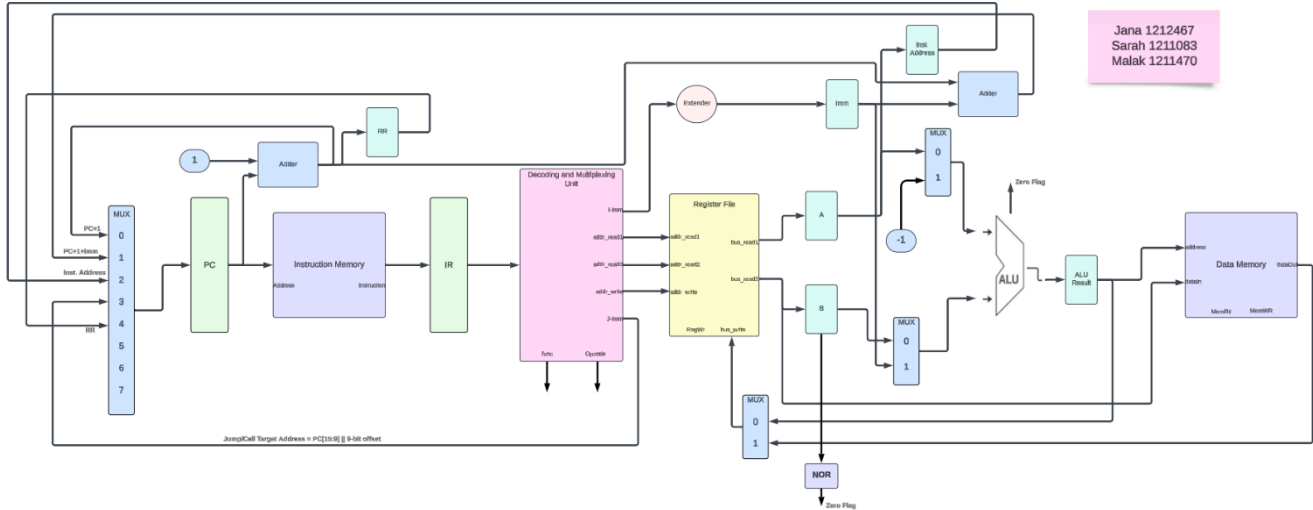 Jana 1212467
Sarah 1211083
Malak 1211470
Inst.
Address
Extender
Imm
Adder
RR
1
Adder
MUX
0
1
-1
Zero Flag
Decoding and Multiplexing
Unit
I-Imm
addr_read1
addr_write
J-Imm
Opcode
Register File
addr_read1
addr_read2
addr_write
bus_read1
RegWr
bus_write
A
B
MUX
0
1
ALU
ALU
Result
Data Memory
address
dataIn
dataOut
MemRd
MemWR
MUX
0
1
2
3
4
5
6
7
PC+1
PC+1+Imm
Inst. Address
RR
PC
Instruction Memory
Address
Instruction
IR
MUX
0
1
Jump/Call Target Address = PC[15:9] || 9-bit offset
NOR
Zero Flag